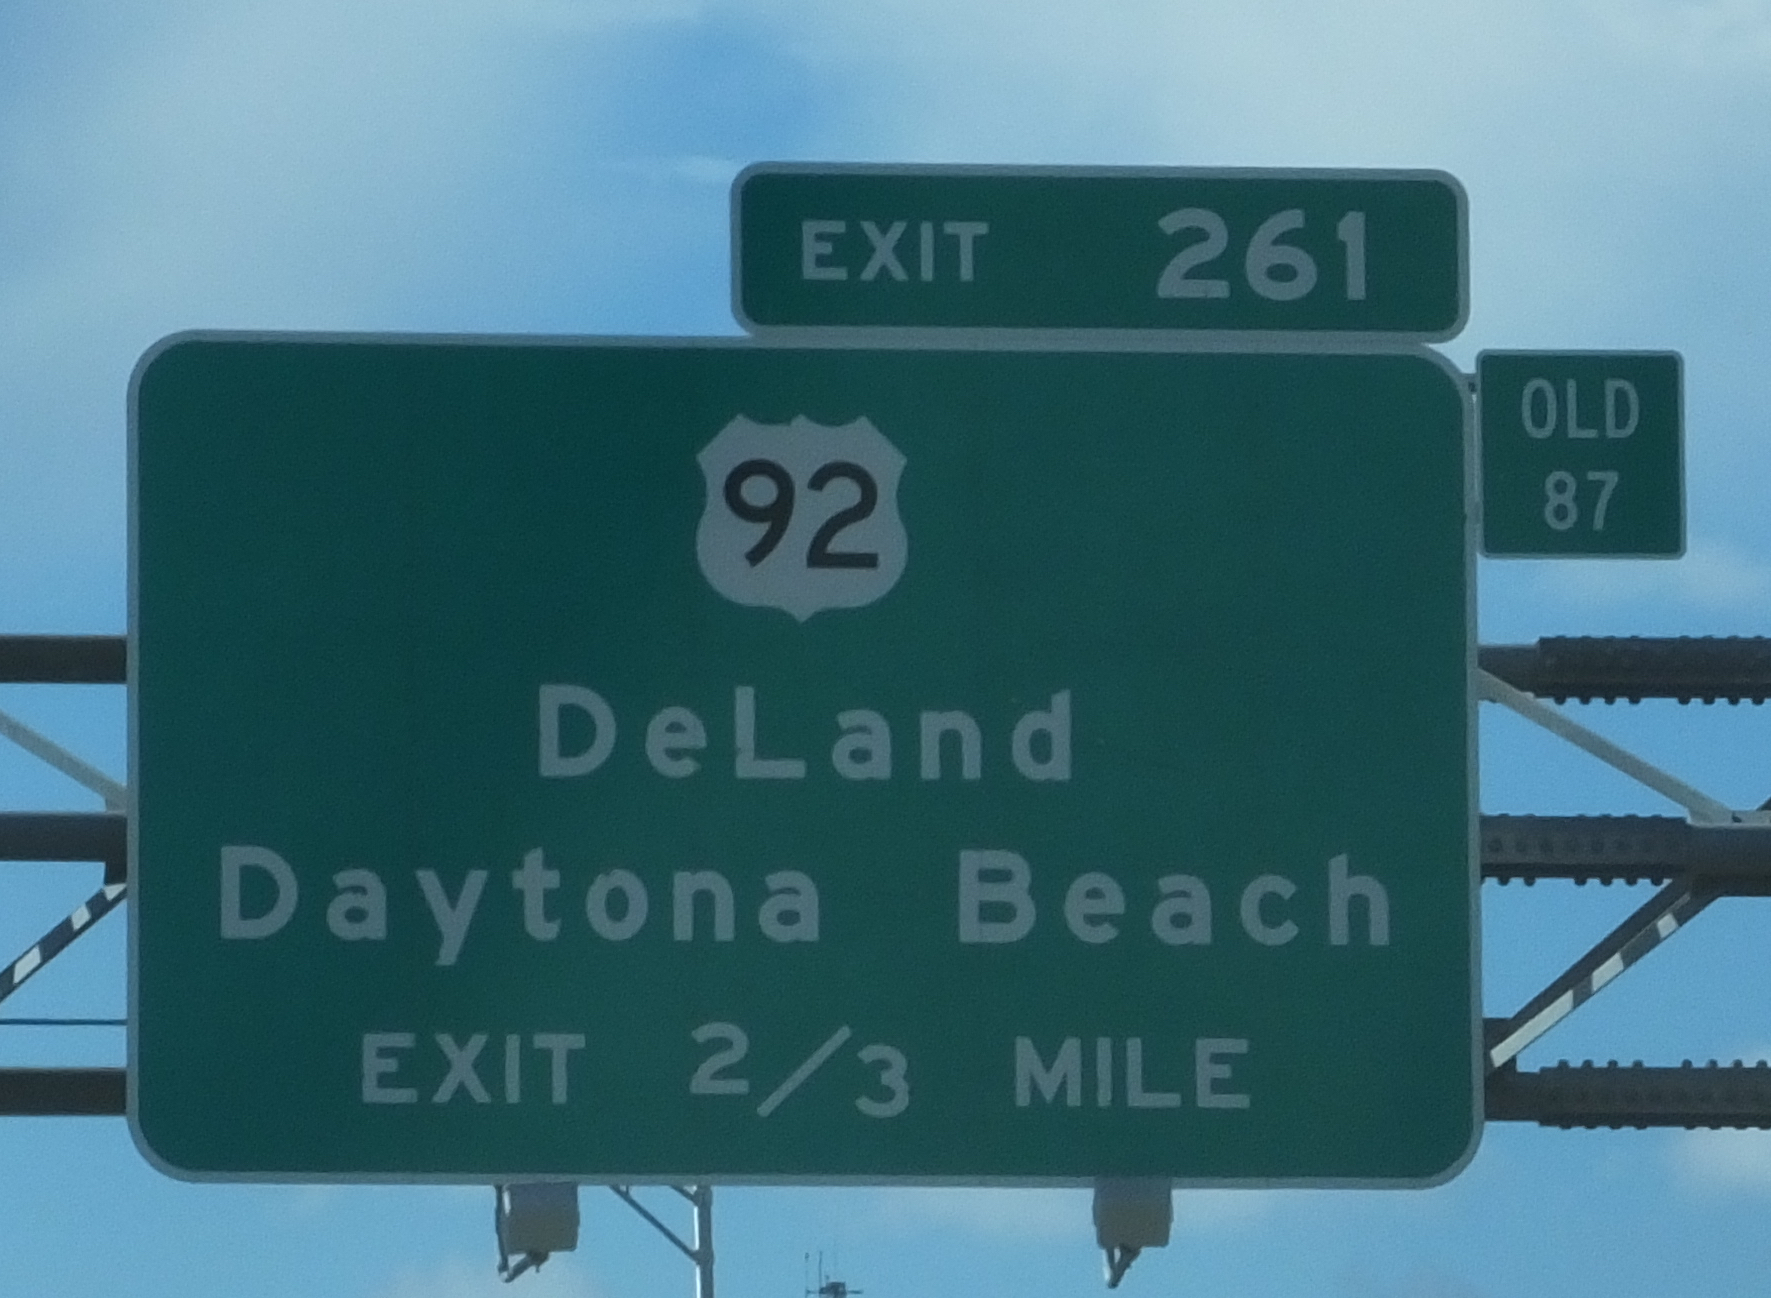 EXIT 261
OLD
87
92
DeLand
Daytona Beach
EXIT 2/3 MILE